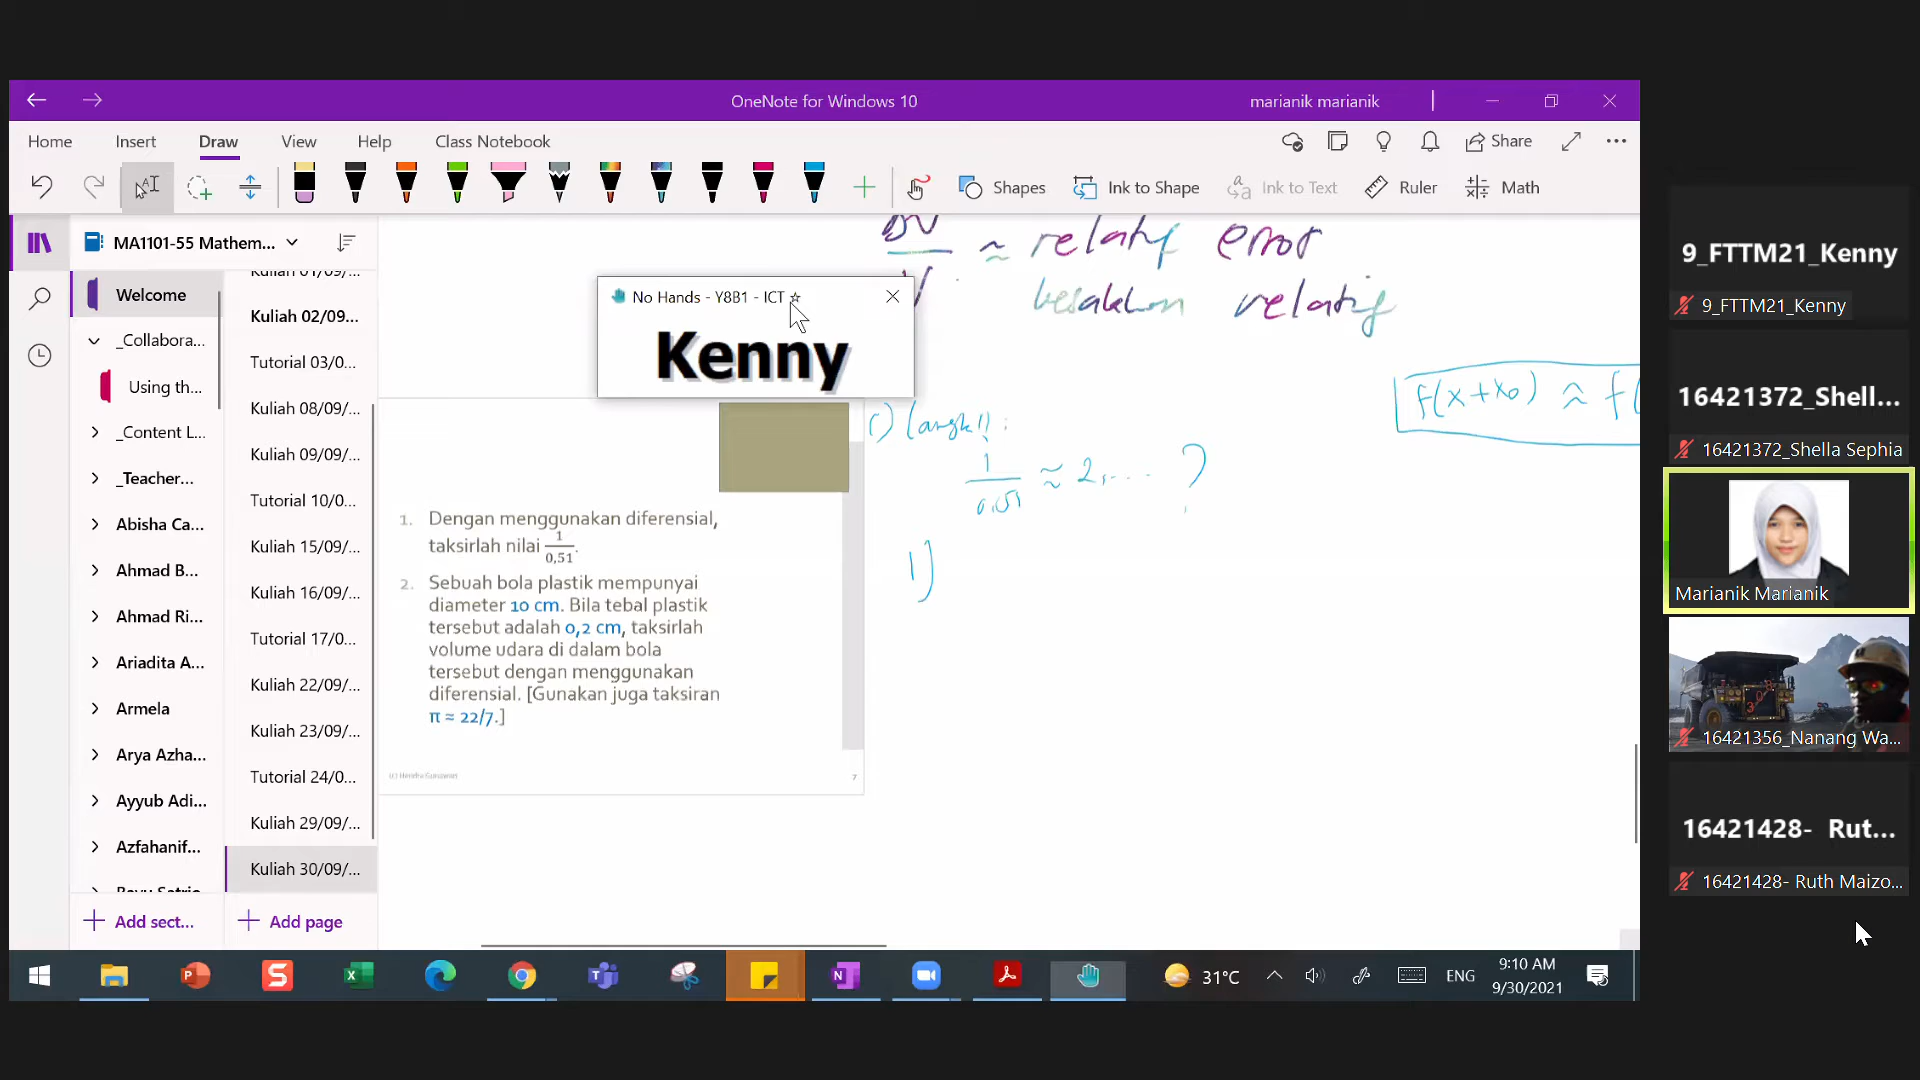 OneNote for Windows 10
marianik marianik
Home
Insert
Draw
View
Help
Class Notebook
Share
Shapes
Ink to Shape
Ink to Text
Ruler
Math
MA1101-55 Mathem...
Welcome
_Collabora...
Using th...
_Content L...
_Teacher...
Abisha Ca...
Ahmad B...
Ahmad Ri...
Ariadita A...
Armela
Arya Azha...
Ayyub Adi...
Azfahanif...
Bayu Satrio
Add sect...
Kuliah 01/09/...
Kuliah 02/09...
Tutorial 03/0...
Kuliah 08/09/...
Kuliah 09/09/...
Tutorial 10/0...
Kuliah 15/09/...
Kuliah 16/09/...
Tutorial 17/0...
Kuliah 22/09/...
Kuliah 23/09/...
Tutorial 24/0...
Kuliah 29/09/...
Kuliah 30/09/...
Add page
≈ relatif error
relatif
No Hands - Y8B1 - ICT ☆
Kenny
f(x+x₀) ≈ f(
1
0,51 ≈ 2,... ?
1)
1. Dengan menggunakan diferensial,
taksirlah nilai 1/0,51.
2. Sebuah bola plastik mempunyai
diameter 10 cm. Bila tebal plastik
tersebut adalah 0,2 cm, taksirlah
volume udara di dalam bola
tersebut dengan menggunakan
diferensial. [Gunakan juga taksiran
π ≈ 22/7.]
(c) Hendra Gunawan
7
9_FTTM21_Kenny
9_FTTM21_Kenny
16421372_Shell...
16421372_Shella Sephia
Marianik Marianik
16421356_Nanang Wa...
16421428- Rut...
16421428- Ruth Maizo...
31°C
ENG
9:10 AM
9/30/2021